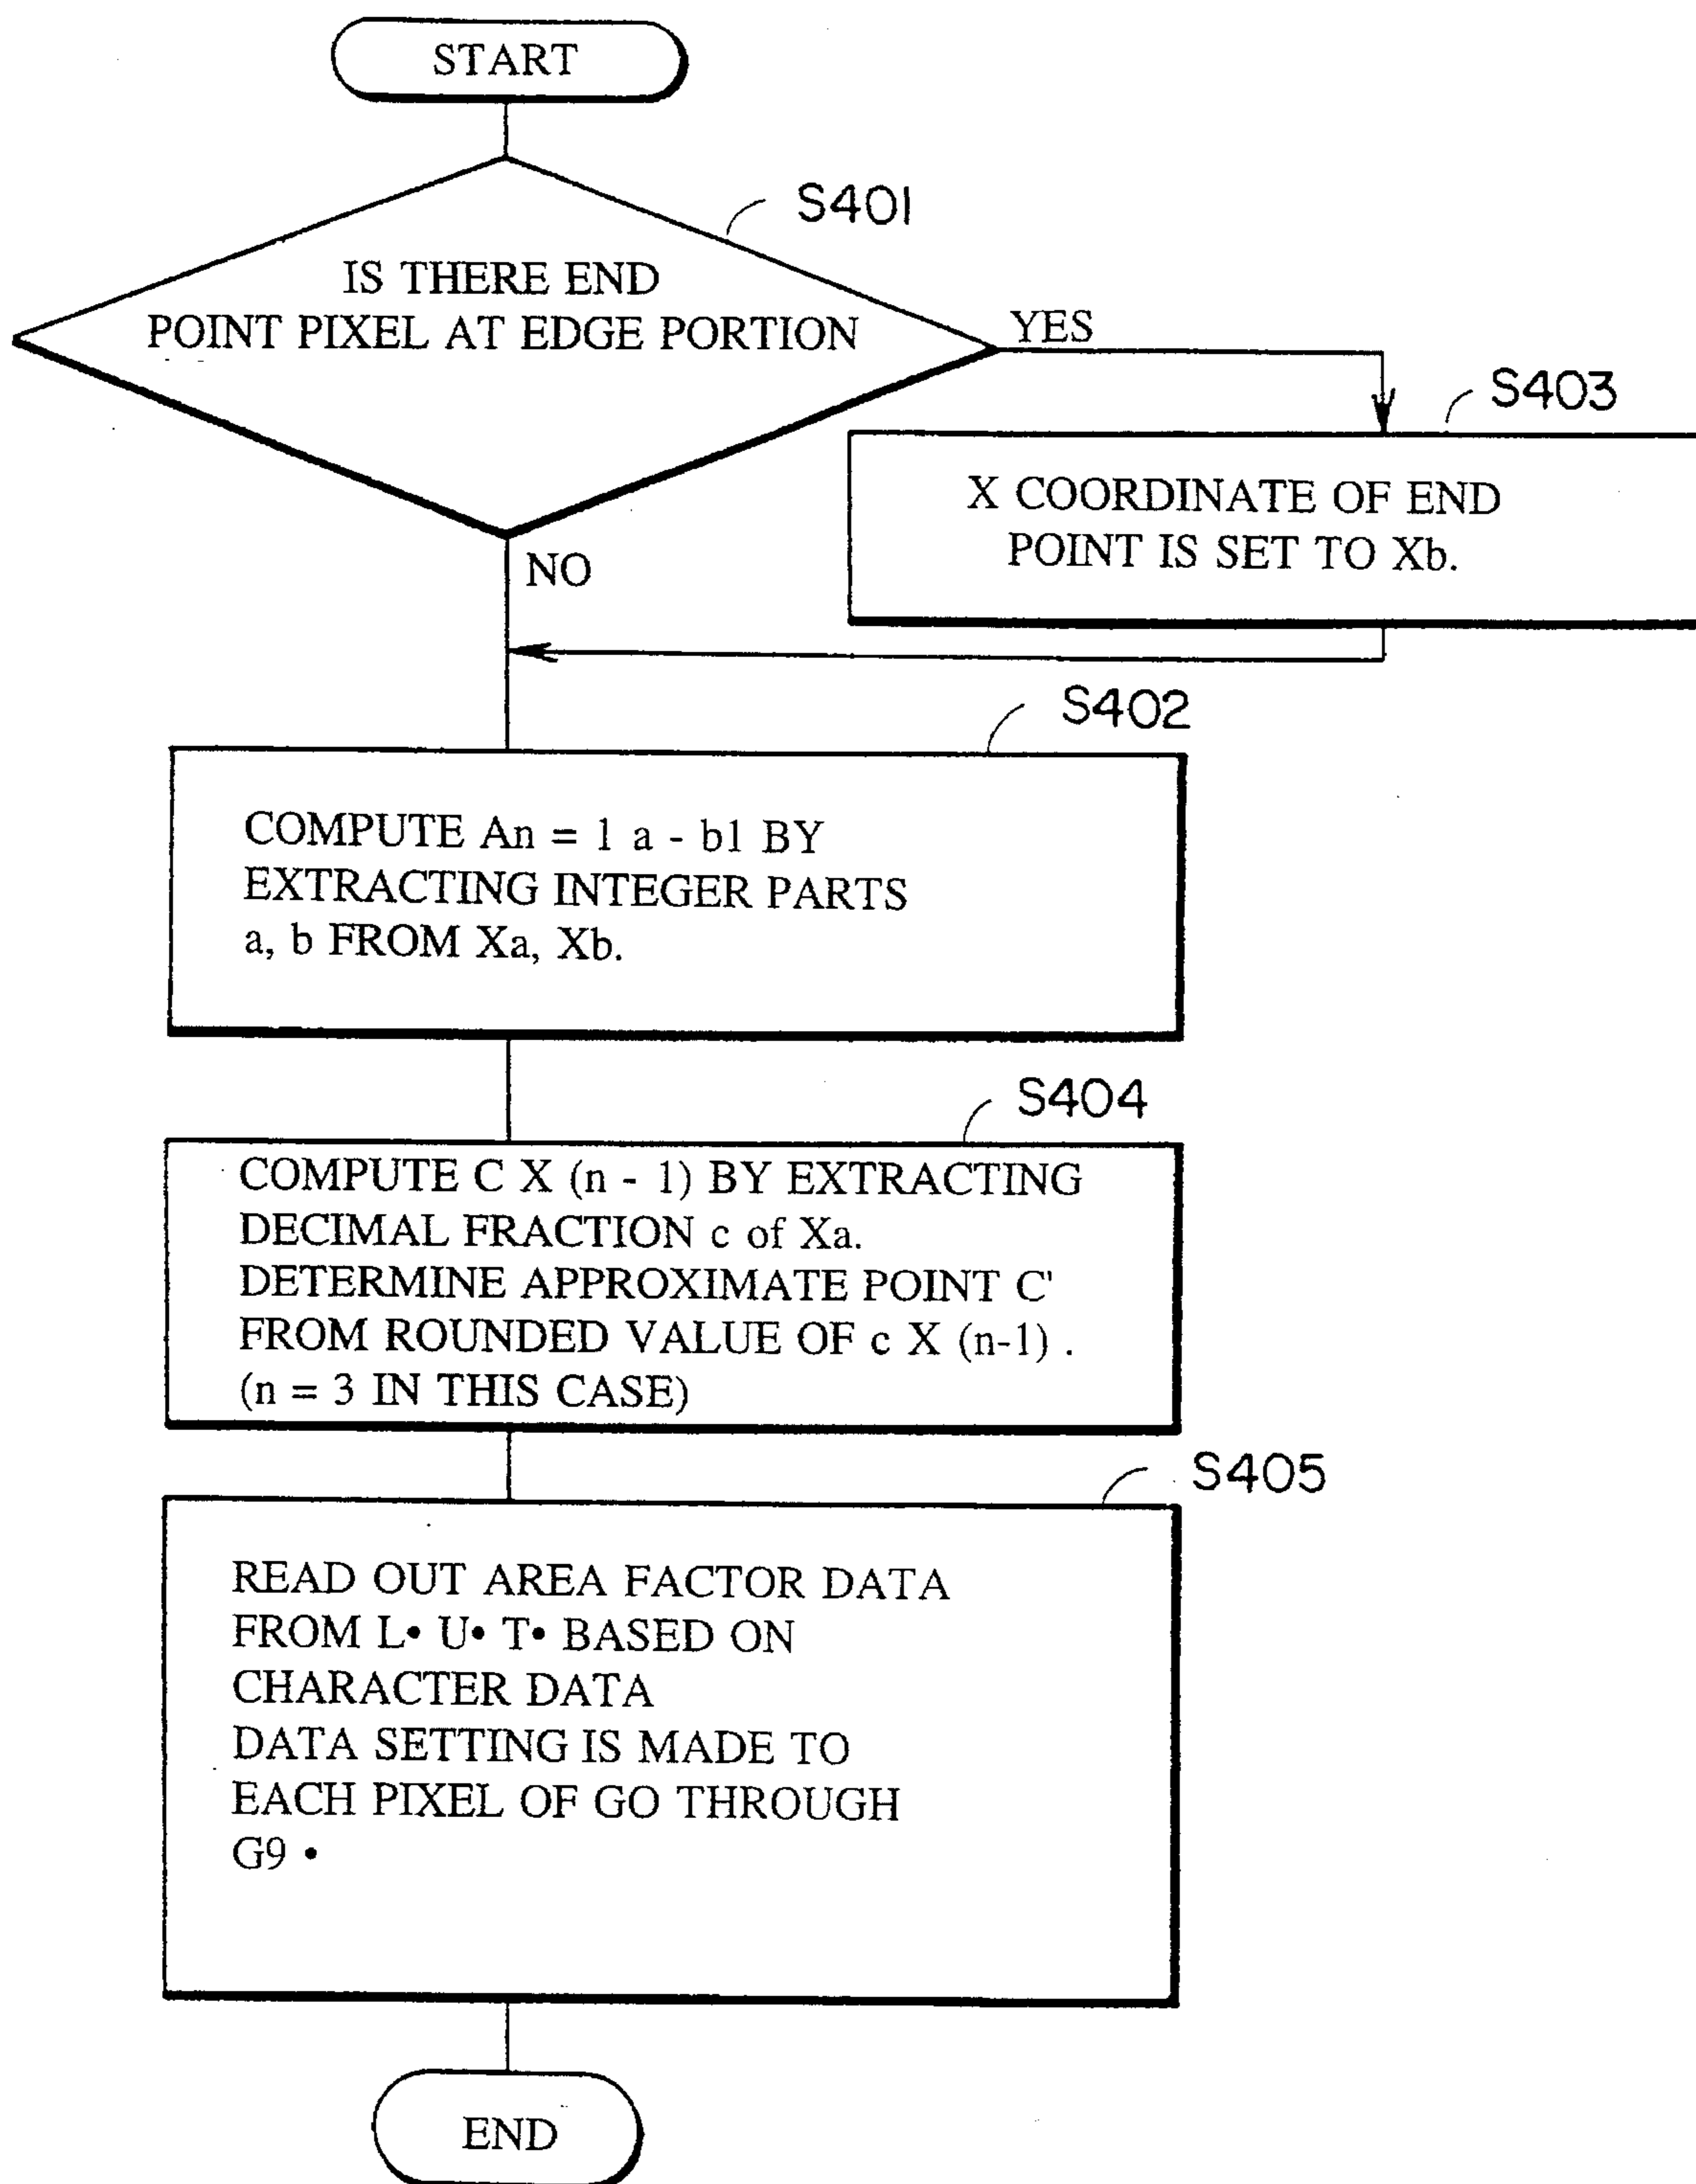 START
S401
IS THERE END
POINT PIXEL AT EDGE PORTION
YES
S403
X COORDINATE OF END
POINT IS SET TO Xb.
NO
S402
COMPUTE An = 1 a - b1 BY
EXTRACTING INTEGER PARTS
a, b FROM Xa, Xb.
S404
COMPUTE C X (n - 1) BY EXTRACTING
DECIMAL FRACTION c of Xa.
DETERMINE APPROXIMATE POINT C'
FROM ROUNDED VALUE OF c X (n-1) .
(n = 3 IN THIS CASE)
S405
READ OUT AREA FACTOR DATA
FROM L• U• T• BASED ON
CHARACTER DATA
DATA SETTING IS MADE TO
EACH PIXEL OF GO THROUGH
G9 •
END